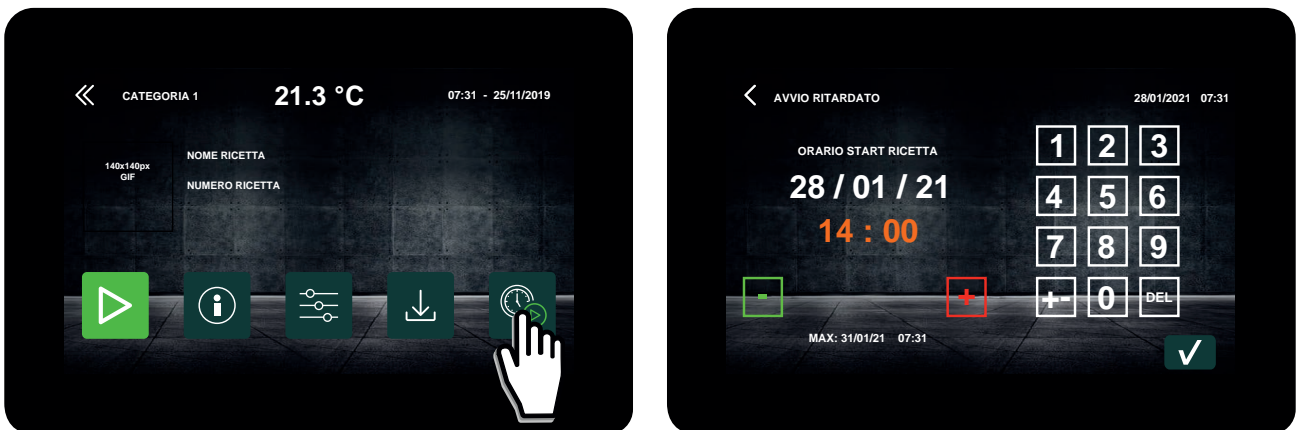 CATEGORIA 1
21.3 °C
07:31 - 25/11/2019
140x140px
GIF
NOME RICETTA
NUMERO RICETTA
AVVIO RITARDATO
28/01/2021 07:31
ORARIO START RICETTA
28 / 01 / 21
14 : 00
- +
MAX: 31/01/21 07:31
1 2 3
4 5 6
7 8 9
+- 0 DEL